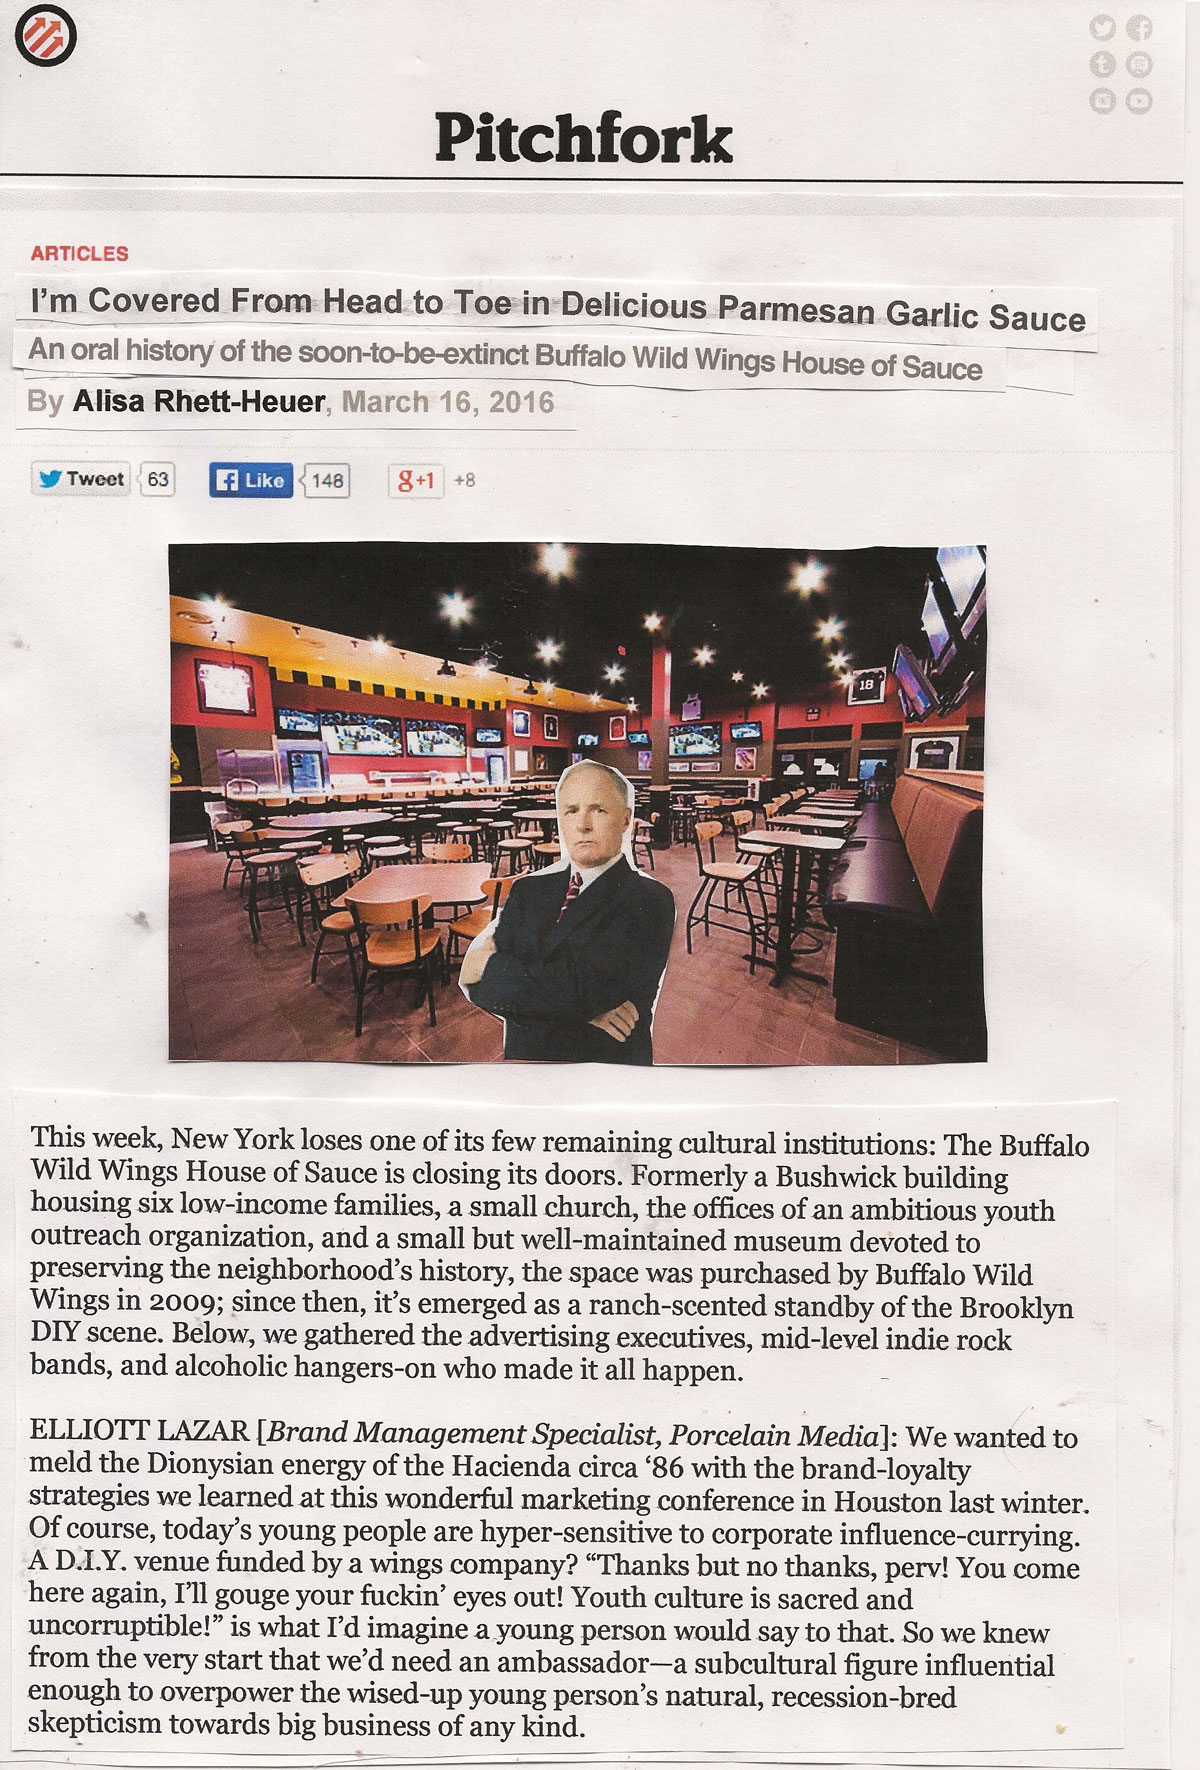 Pitchfork
ARTICLES
I'm Covered From Head to Toe in Delicious Parmesan Garlic Sauce
An oral history of the soon-to-be-extinct Buffalo Wild Wings House of Sauce
By Alisa Rhett-Heuer, March 16, 2016
Tweet 63 Like 148 g+1 +8
18
This week, New York loses one of its few remaining cultural institutions: The Buffalo
Wild Wings House of Sauce is closing its doors. Formerly a Bushwick building
housing six low-income families, a small church, the offices of an ambitious youth
outreach organization, and a small but well-maintained museum devoted to
preserving the neighborhood's history, the space was purchased by Buffalo Wild
Wings in 2009; since then, it's emerged as a ranch-scented standby of the Brooklyn
DIY scene. Below, we gathered the advertising executives, mid-level indie rock
bands, and alcoholic hangers-on who made it all happen.
ELLIOTT LAZAR [Brand Management Specialist, Porcelain Media]: We wanted to
meld the Dionysian energy of the Hacienda circa ‘86 with the brand-loyalty
strategies we learned at this wonderful marketing conference in Houston last winter.
Of course, today's young people are hyper-sensitive to corporate influence-currying.
A D.I.Y. venue funded by a wings company? “Thanks but no thanks, perv! You come
here again, I'll gouge your fuckin' eyes out! Youth culture is sacred and
uncorruptible!” is what I'd imagine a young person would say to that. So we knew
from the very start that we'd need an ambassador—a subcultural figure influential
enough to overpower the wised-up young person's natural, recession-bred
skepticism towards big business of any kind.